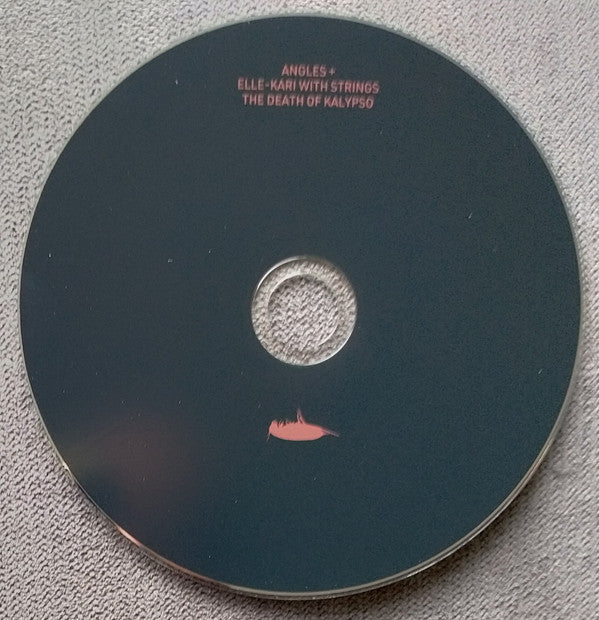 ANGLES +
ELLE-KARI WITH STRINGS
THE DEATH OF KALYPSO